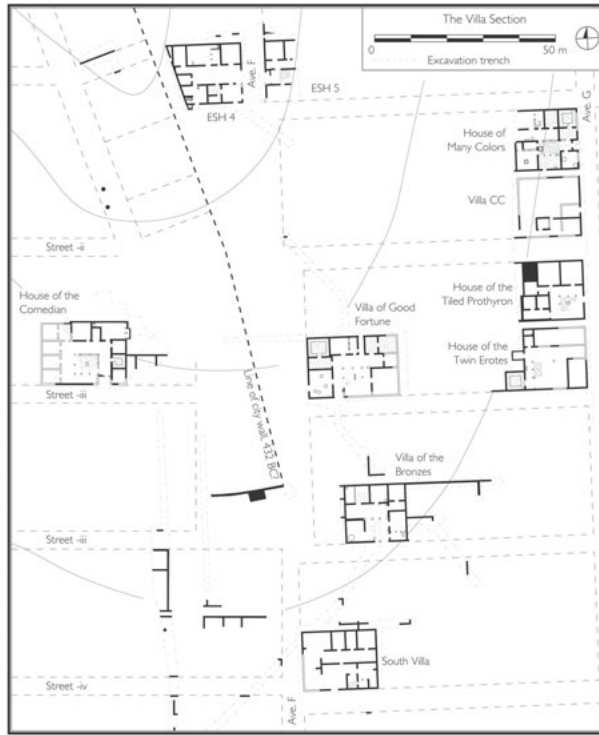 The Villa Section
0 50 m
Excavation trench
Ave. F
Ave. G
ESH 5
ESH 4
House of
Many Colors
Villa CC
Street -ii
House of the
Comedian
Villa of Good
Fortune
House of the
Tiled Prothyron
House of the
Twin Erotes
Line of city wall, 432 BC?
Street -iii
Villa of the
Bronzes
Street -iii
South Villa
Street -iv
Ave. F